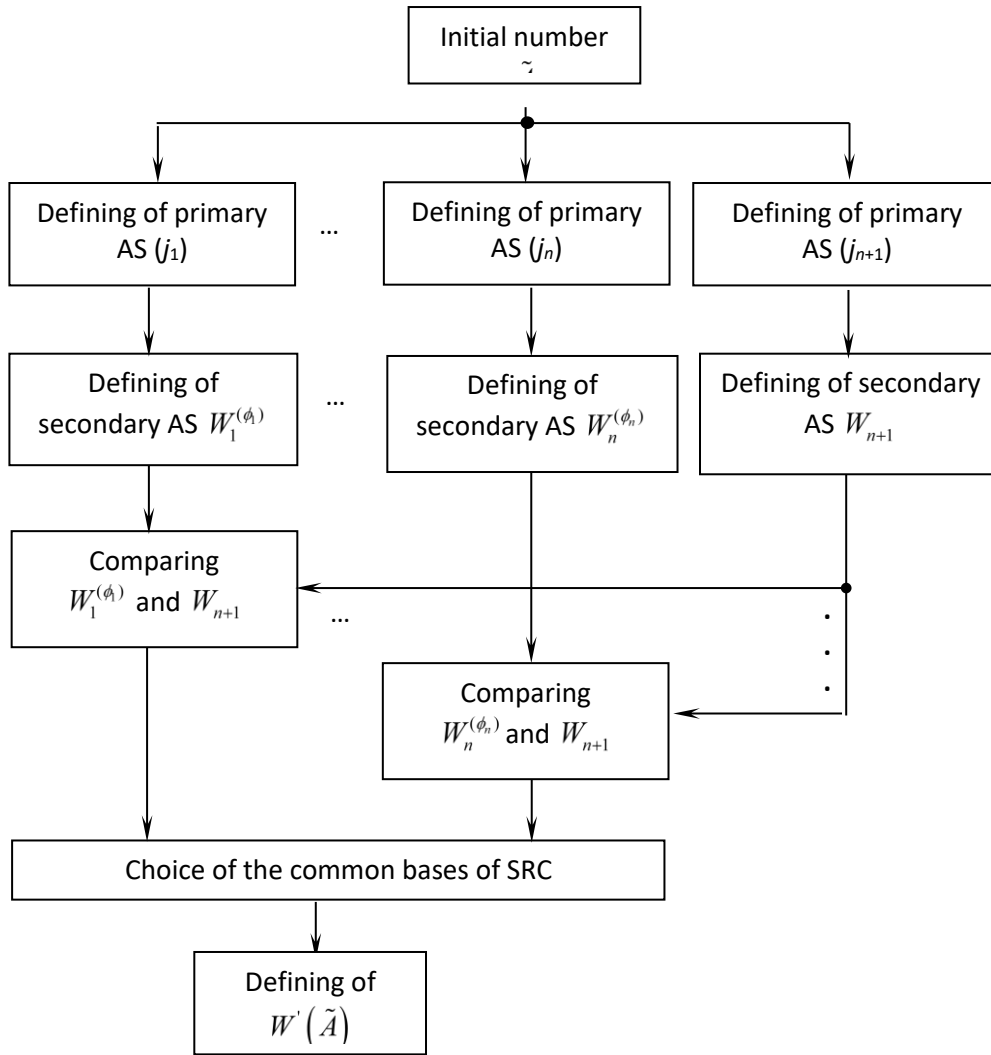 Initial number
~
Defining of primary
AS (j₁)
...
Defining of primary
AS (jₙ)
Defining of primary
AS (jₙ₊₁)
Defining of
secondary AS W₁^(ϕ₁)
...
Defining of
secondary AS Wₙ^(ϕₙ)
Defining of secondary
AS Wₙ₊₁
Comparing
W₁^(ϕ₁) and Wₙ₊₁
...
Comparing
Wₙ^(ϕₙ) and Wₙ₊₁
Choice of the common bases of SRC
Defining of
W'(Ã)